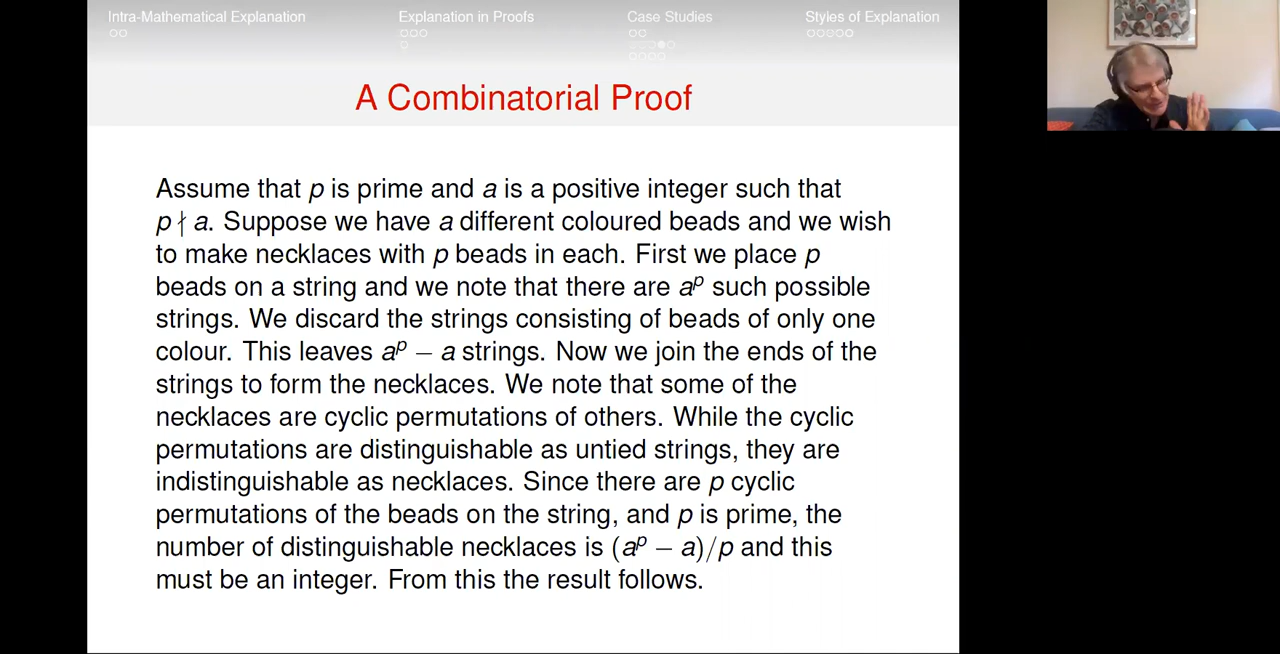 Intra-Mathematical Explanation
Explanation in Proofs
Case Studies
Styles of Explanation
A Combinatorial Proof
Assume that p is prime and a is a positive integer such that
p ∤ a. Suppose we have a different coloured beads and we wish
to make necklaces with p beads in each. First we place p
beads on a string and we note that there are aᵖ such possible
strings. We discard the strings consisting of beads of only one
colour. This leaves aᵖ − a strings. Now we join the ends of the
strings to form the necklaces. We note that some of the
necklaces are cyclic permutations of others. While the cyclic
permutations are distinguishable as untied strings, they are
indistinguishable as necklaces. Since there are p cyclic
permutations of the beads on the string, and p is prime, the
number of distinguishable necklaces is (aᵖ − a)/p and this
must be an integer. From this the result follows.